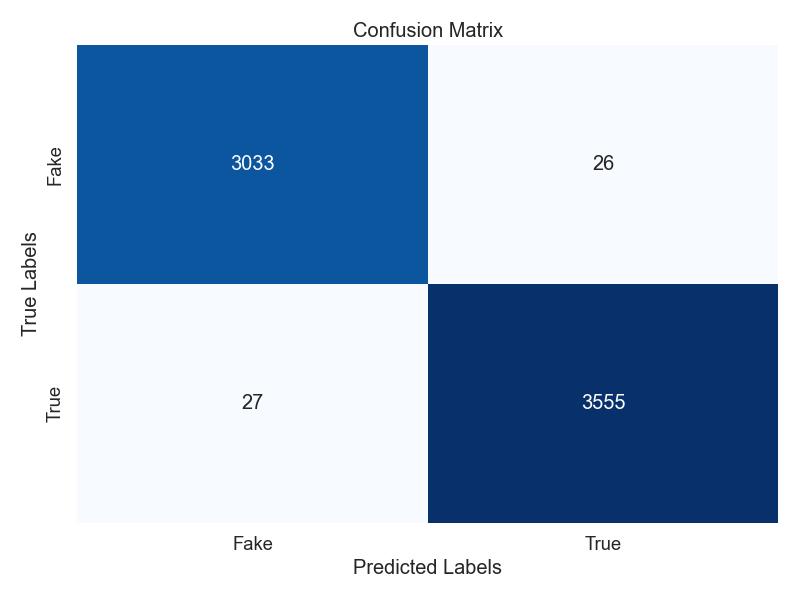 Confusion Matrix
Fake
3033
26
True Labels
True
27
3555
Fake
True
Predicted Labels